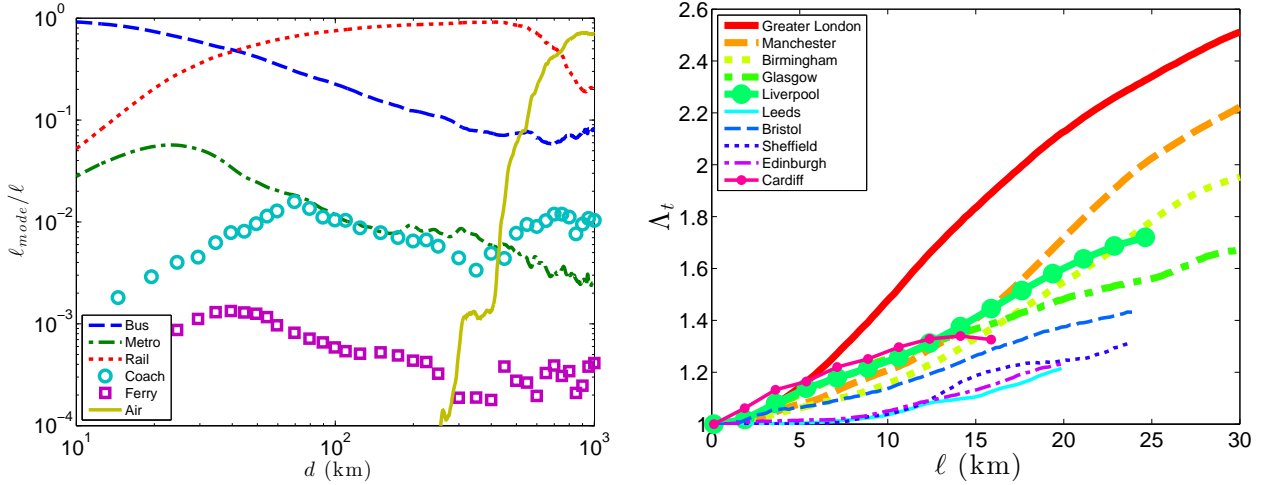 10^0
10^{-1}
10^{-2}
10^{-3}
10^{-4}
ℓ_{mode}/ℓ
Bus
Metro
Rail
Coach
Ferry
Air
10^1
10^2
10^3
d (km)
2.6
2.4
2.2
2
1.8
1.6
1.4
1.2
1
Λ_t
Greater London
Manchester
Birmingham
Glasgow
Liverpool
Leeds
Bristol
Sheffield
Edinburgh
Cardiff
0
5
10
15
20
25
30
ℓ (km)